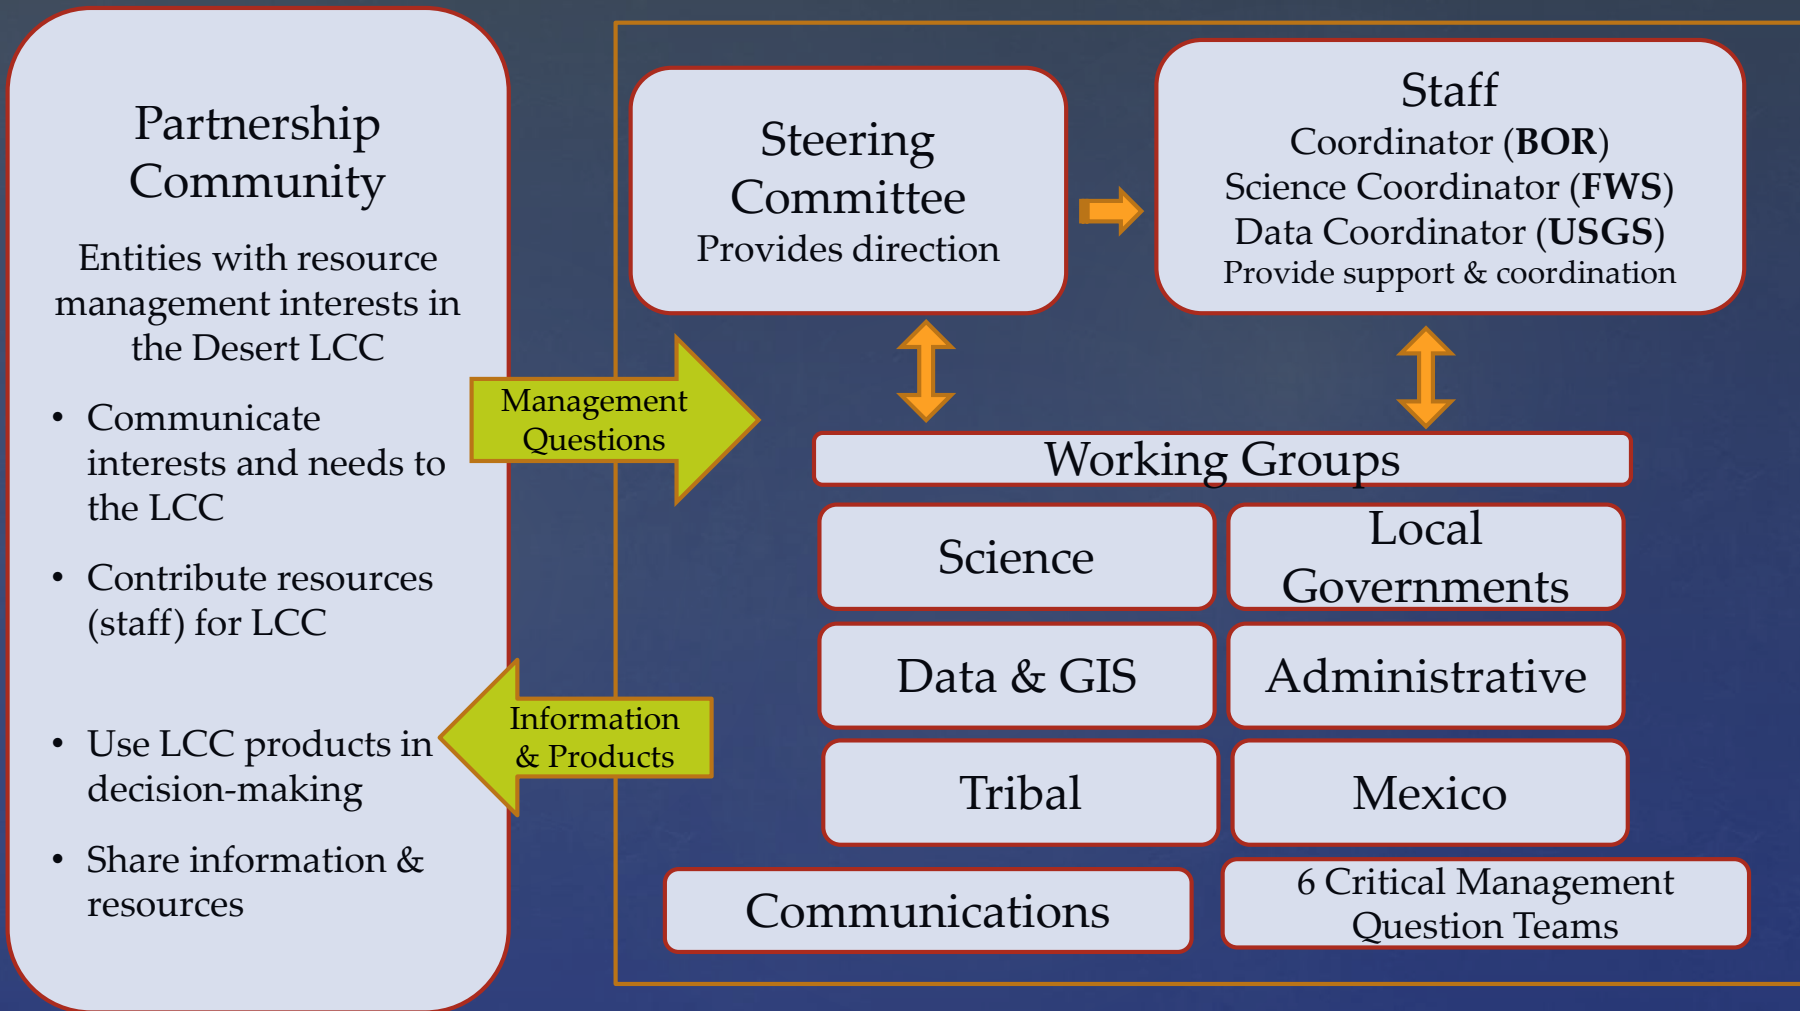 Partnership
Community
Entities with resource
management interests in
the Desert LCC
• Communicate
interests and needs to
the LCC
• Contribute resources
(staff) for LCC
• Use LCC products in
decision-making
• Share information &
resources
Management
Questions
Information
& Products
Steering
Committee
Provides direction
Staff
Coordinator (BOR)
Science Coordinator (FWS)
Data Coordinator (USGS)
Provide support & coordination
Working Groups
Science
Local
Governments
Data & GIS
Administrative
Tribal
Mexico
Communications
6 Critical Management
Question Teams